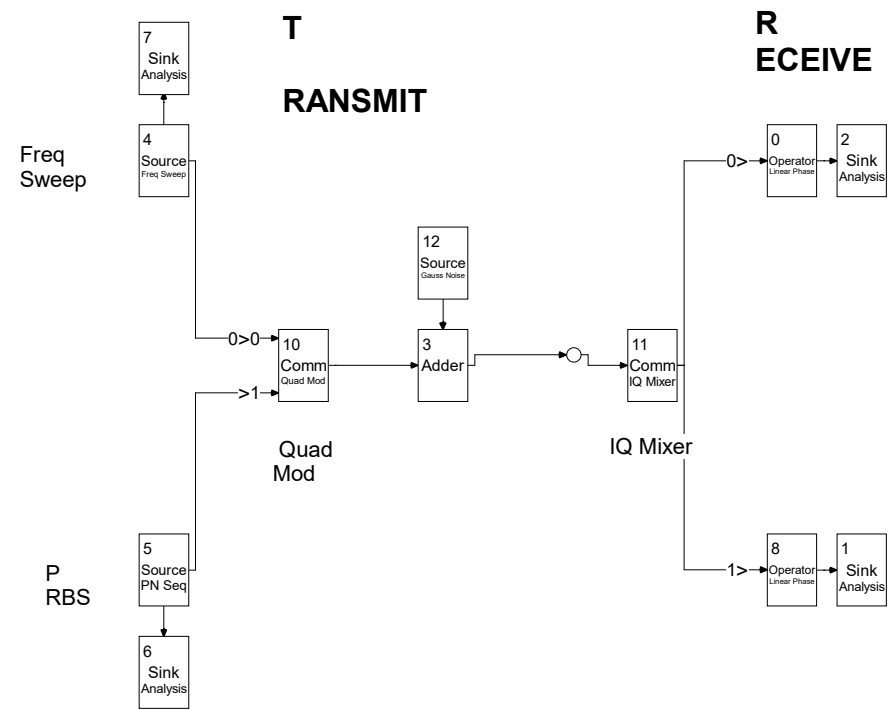 T
RANSMIT
R
ECEIVE
7
Sink
Analysis
4
Source
Freq Sweep
Freq
Sweep
0
Operator
Linear Phase
2
Sink
Analysis
0>
12
Source
Gauss Noise
0>0
10
Comm
Quad Mod
3
Adder
11
Comm
IQ Mixer
>1
Quad
Mod
IQ Mixer
5
Source
PN Seq
P
RBS
6
Sink
Analysis
1>
8
Operator
Linear Phase
1
Sink
Analysis